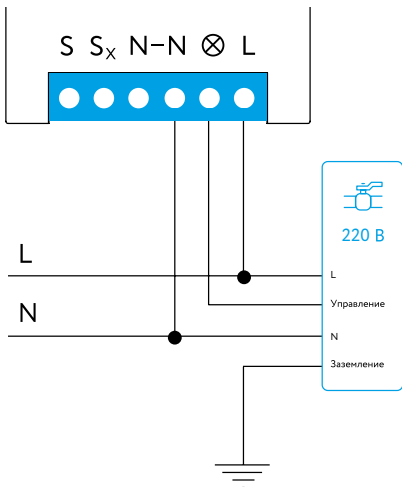 S Sx N–N ⊗ L
220 В
L
L
Управление
N
N
Заземление